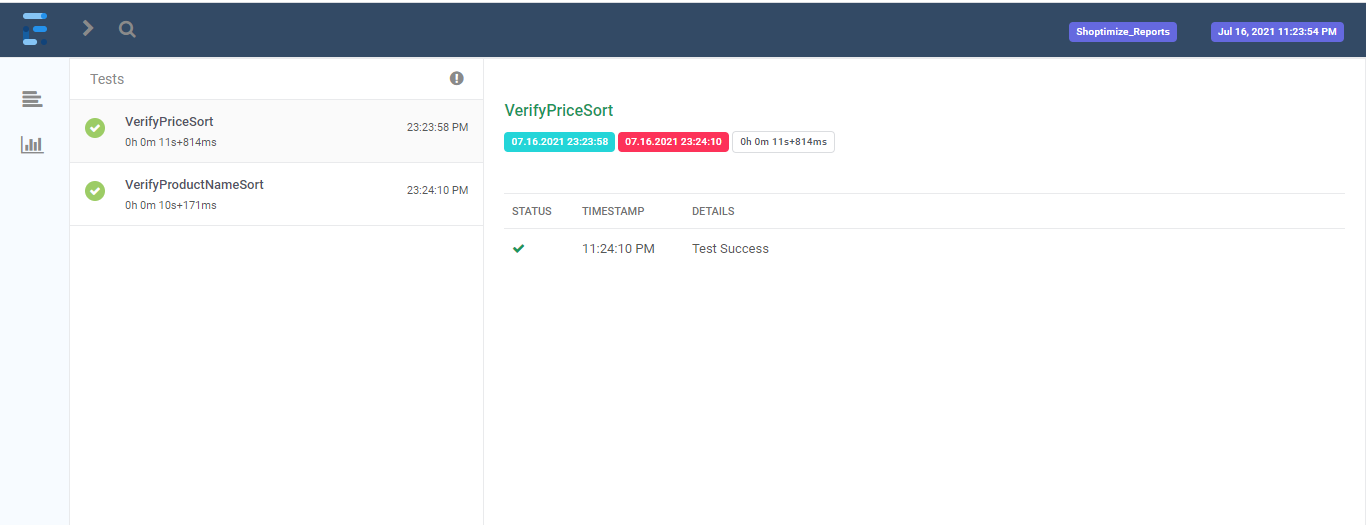 Shoptimize_Reports
Jul 16, 2021 11:23:54 PM
Tests
VerifyPriceSort
23:23:58 PM
0h 0m 11s+814ms
VerifyProductNameSort
23:24:10 PM
0h 0m 10s+171ms
VerifyPriceSort
07.16.2021 23:23:58 07.16.2021 23:24:10 0h 0m 11s+814ms
STATUS TIMESTAMP DETAILS
11:24:10 PM Test Success